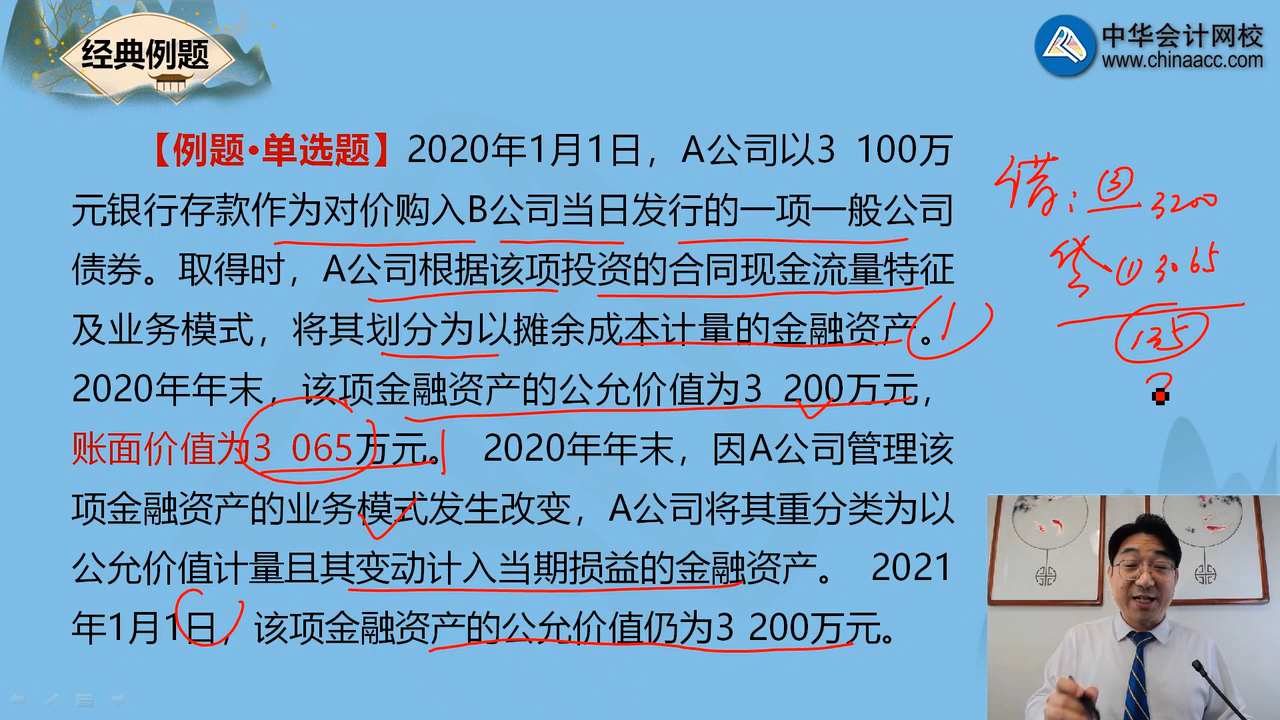 经典例题
中华会计网校
www.chinaacc.com
【例题·单选题】2020年1月1日，A公司以3 100万
元银行存款作为对价购入B公司当日发行的一项一般公司
债券。取得时，A公司根据该项投资的合同现金流量特征
及业务模式，将其划分为以摊余成本计量的金融资产。
2020年年末，该项金融资产的公允价值为3 200万元，
账面价值为3 065万元。 2020年年末，因A公司管理该
项金融资产的业务模式发生改变，A公司将其重分类为以
公允价值计量且其变动计入当期损益的金融资产。 2021
年1月1日，该项金融资产的公允价值仍为3 200万元。
借：③ 3200
贷 ① 3065
135
?
1